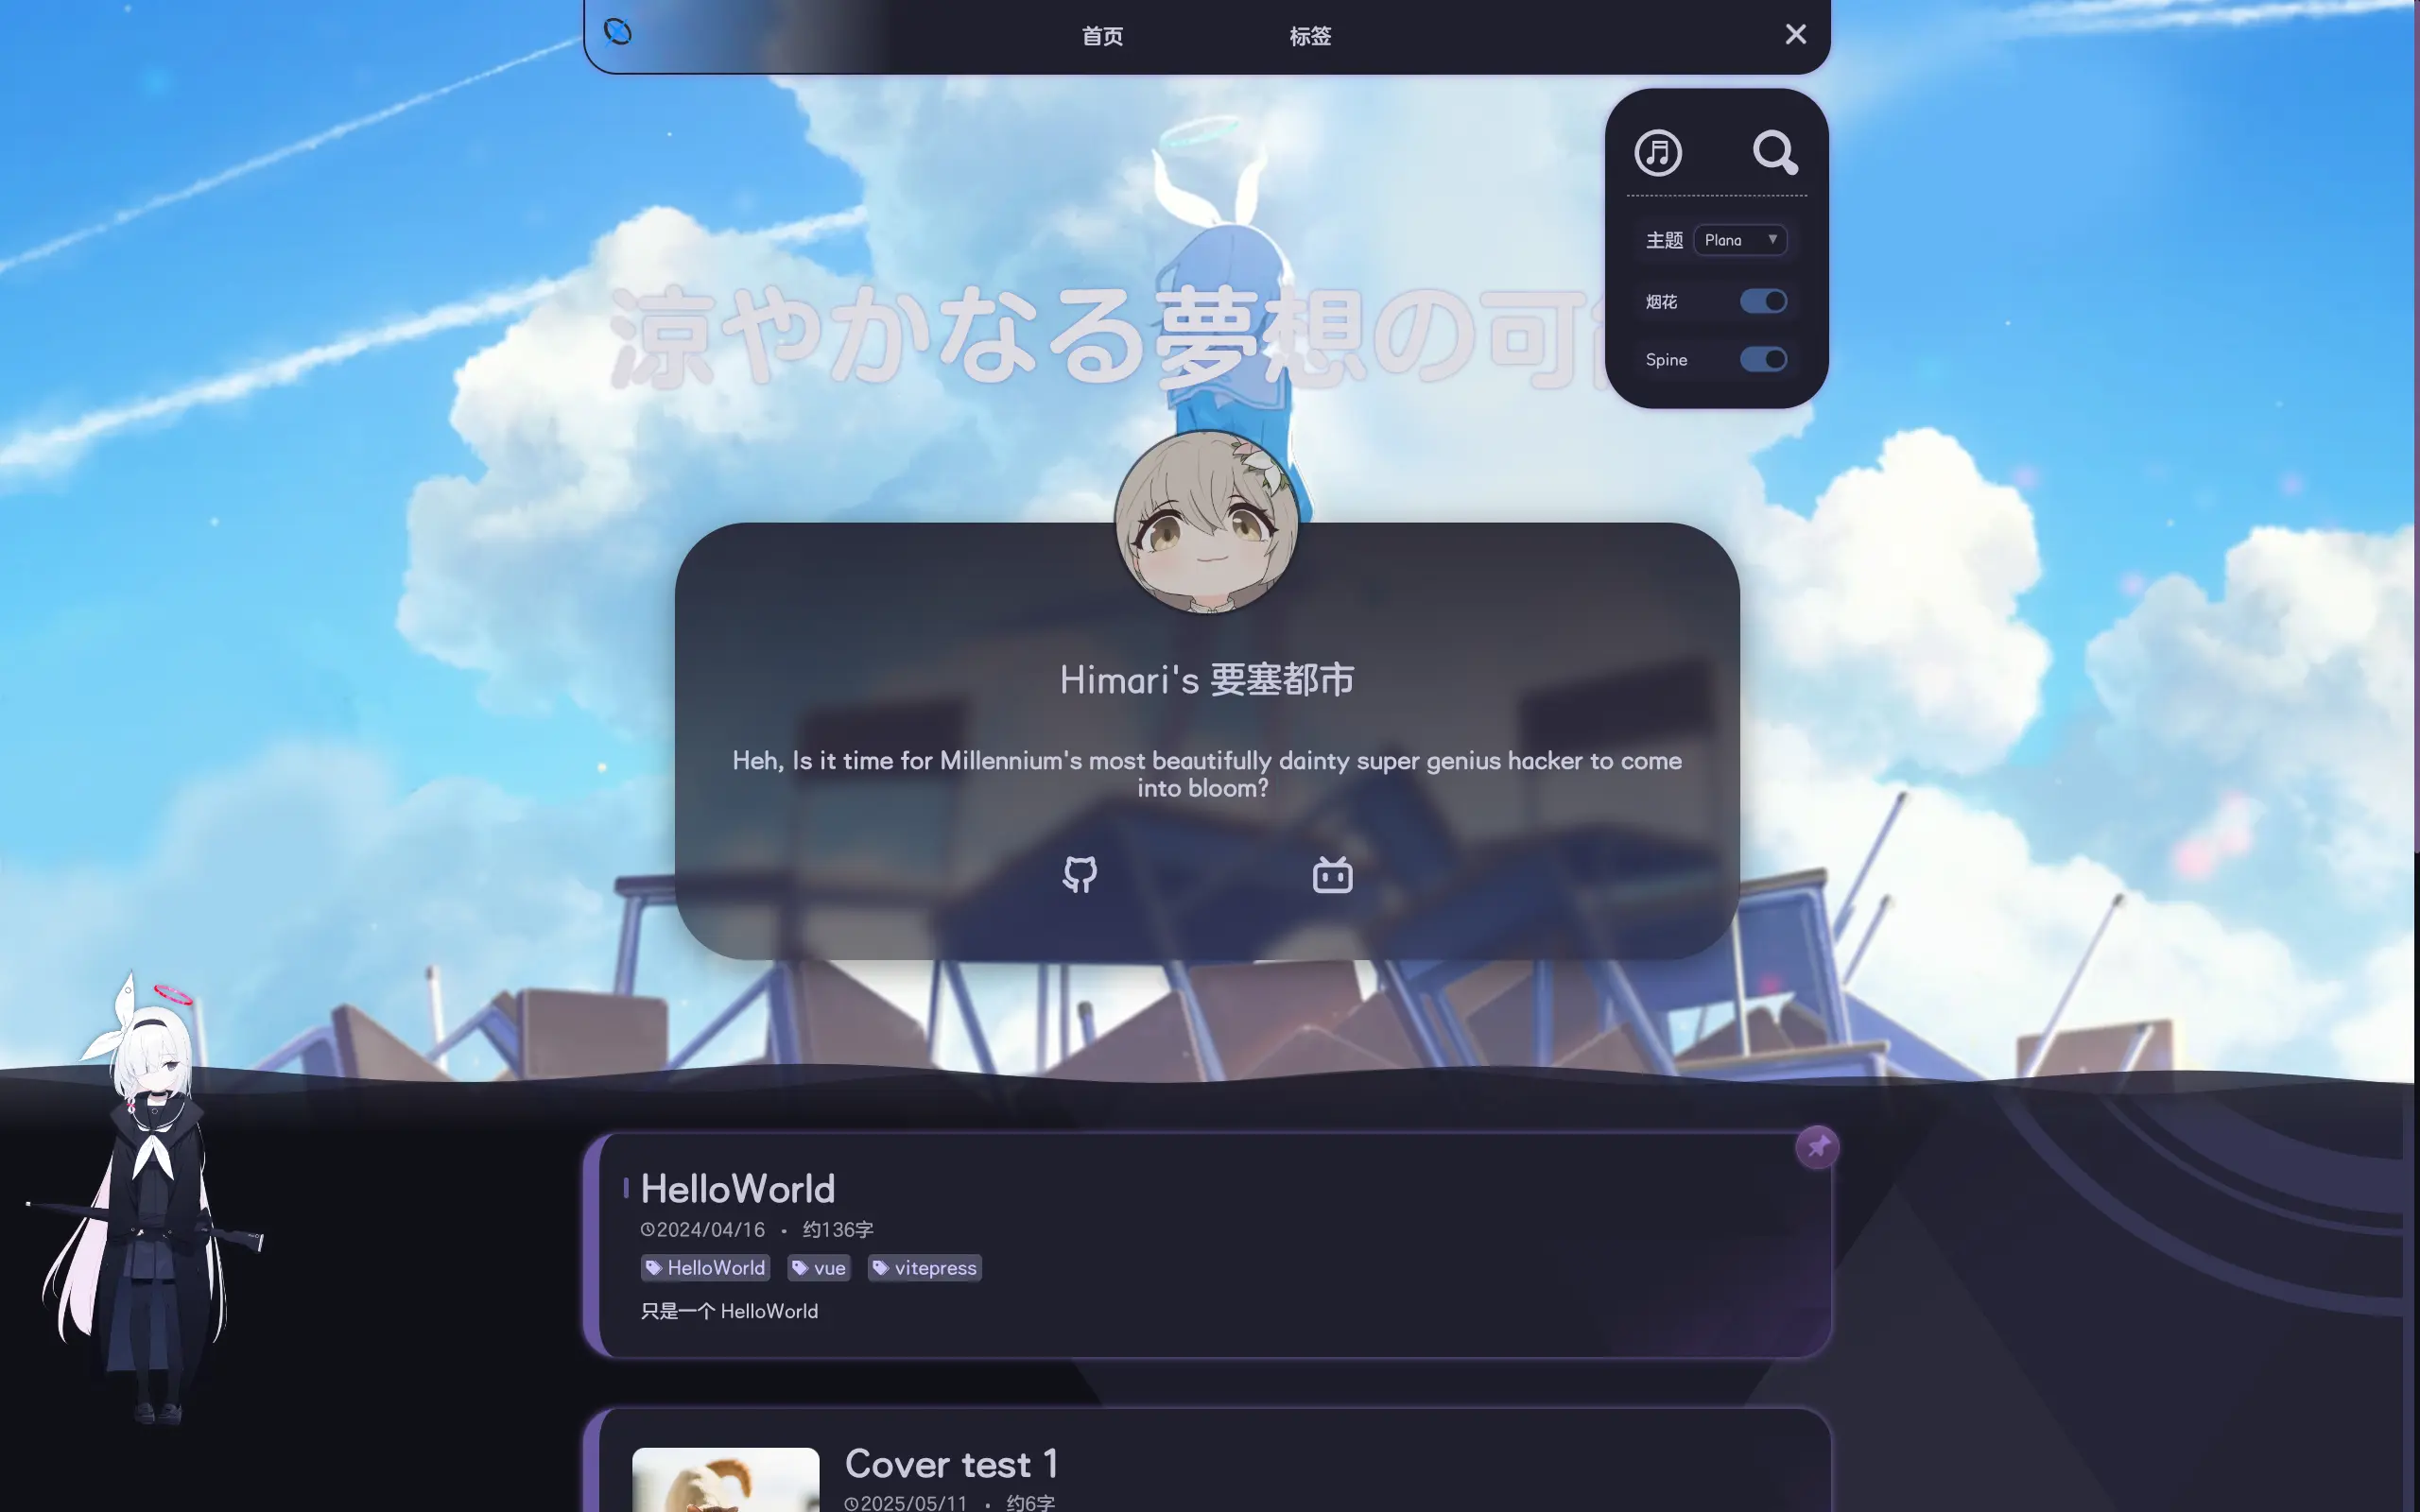 首页
标签
主题 Plana
烟花
Spine
涼やかなる夢想の可
Himari's 要塞都市
Heh, Is it time for Millennium's most beautifully dainty super genius hacker to come
into bloom?
HelloWorld
2024/04/16 • 约136字
HelloWorld vue vitepress
只是一个 HelloWorld
Cover test 1
2025/05/11 • 约6字